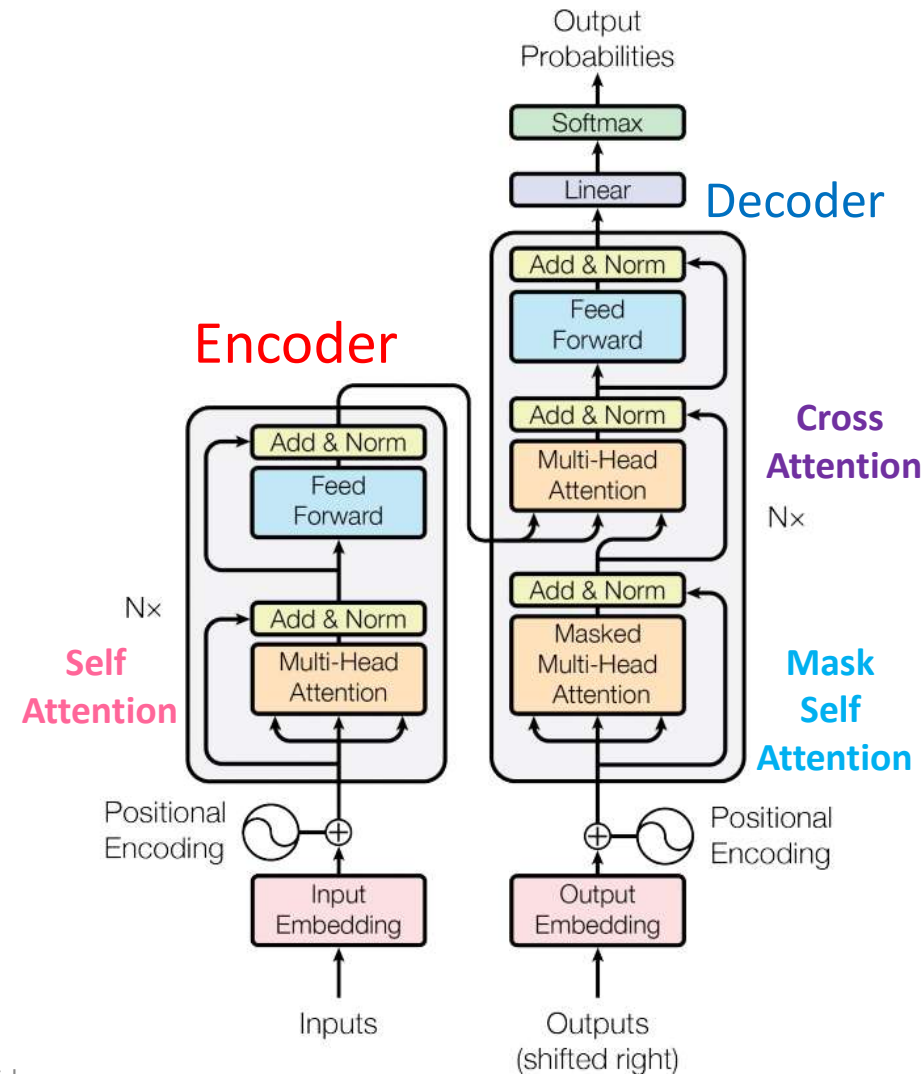 Output
Probabilities
Softmax
Linear
Decoder
Add & Norm
Feed
Forward
Add & Norm
Multi-Head
Attention
Cross
Attention
N×
Add & Norm
Masked
Multi-Head
Attention
Mask
Self
Attention
Positional
Encoding
Output
Embedding
Outputs
(shifted right)
Encoder
Add & Norm
Feed
Forward
N×
Add & Norm
Multi-Head
Attention
Self
Attention
Positional
Encoding
Input
Embedding
Inputs